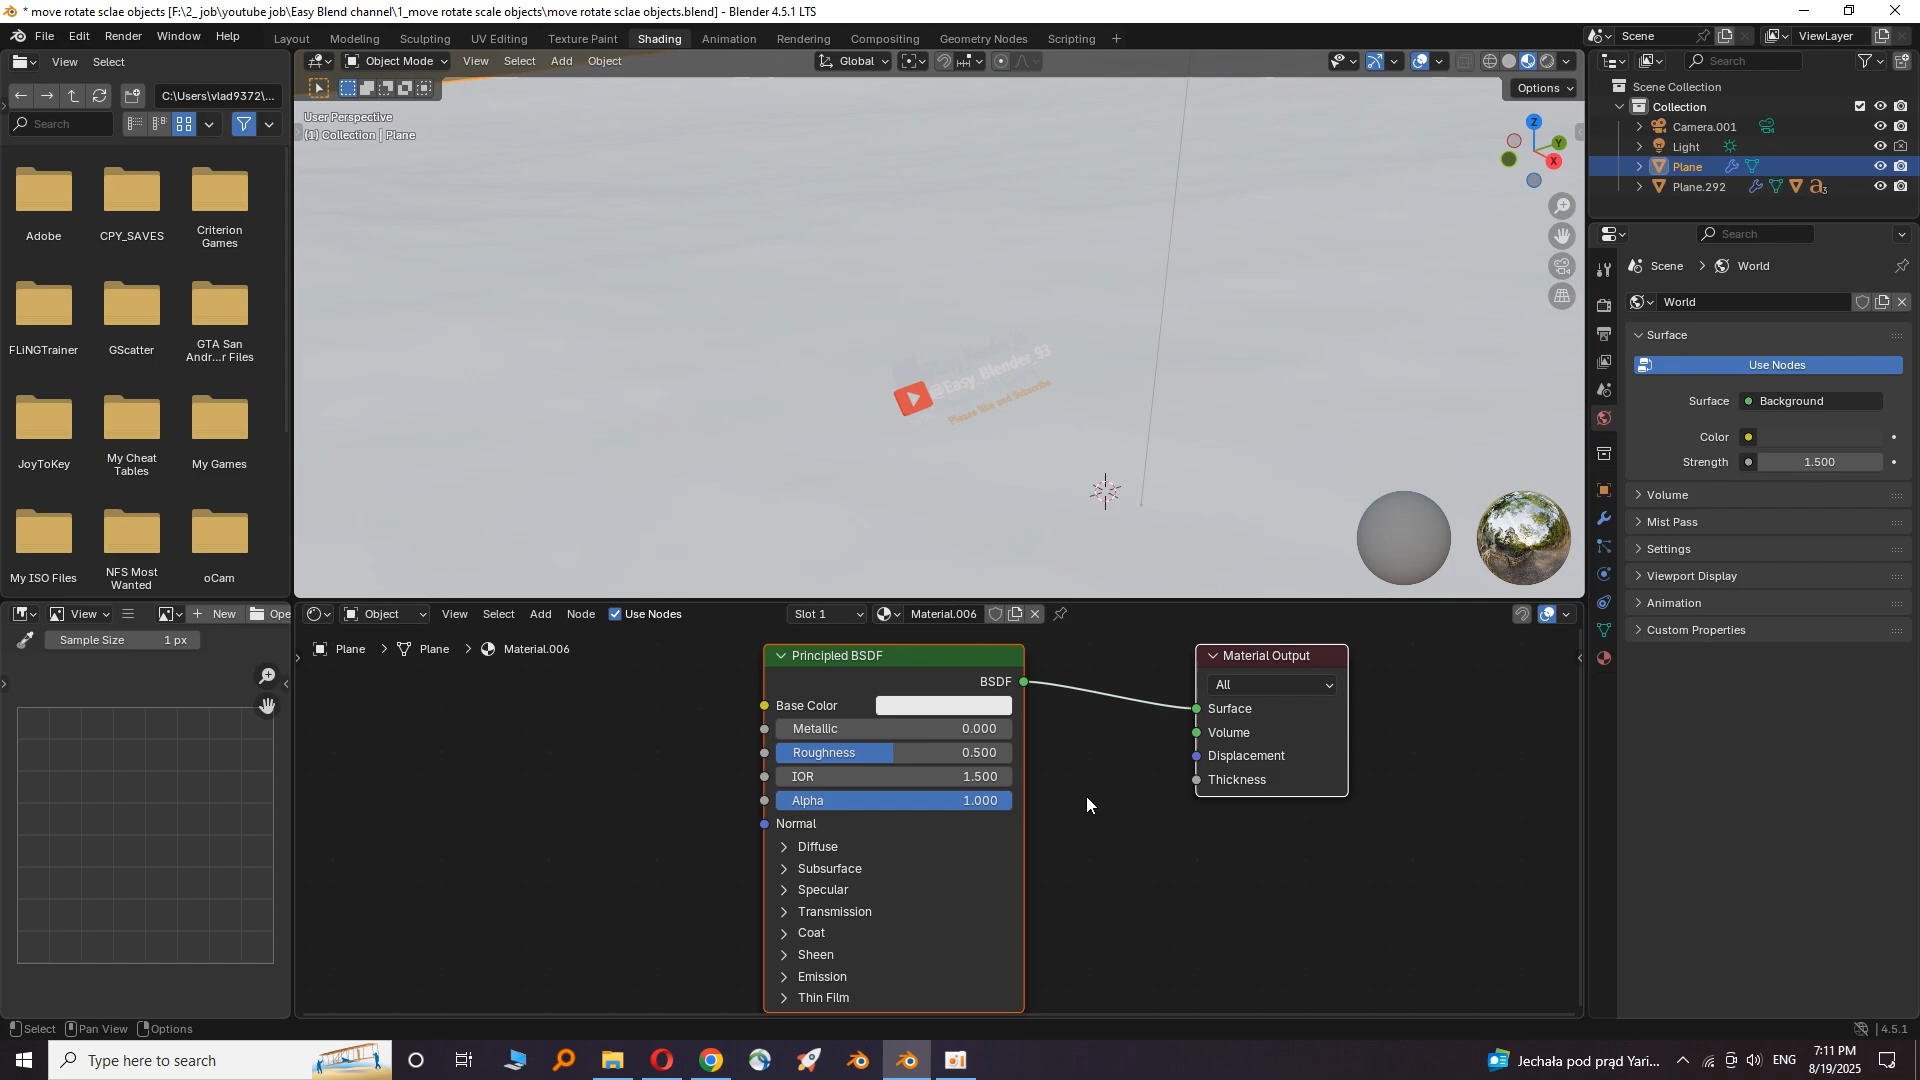 * move rotate sclae objects [F:\2_ job\youtube job\Easy Blend channel\1_move rotate scale objects\move rotate sclae objects.blend] - Blender 4.5.1 LTS
File Edit Render Window Help
Layout Modeling Sculpting UV Editing Texture Paint Shading Animation Rendering Compositing Geometry Nodes Scripting +
Scene ViewLayer
View Select
Object Mode View Select Add Object
Global
Search
C:\Users\vlad9372\...
Options
Search
User Perspective
(1) Collection | Plane
Z
Y
X
Scene Collection
Collection
Camera.001
Light
Plane
Plane.292
3
Adobe
CPY_SAVES
Criterion
Games
FLiNGTrainer
GScatter
GTA San
Andr...r Files
JoyToKey
My Cheat
Tables
My Games
My ISO Files
NFS Most
Wanted
oCam
@Easy_Blender_93
Please like and Subscribe
Search
Scene > World
World
Surface
Use Nodes
Surface Background
Color
Strength 1.500
Volume
Mist Pass
Settings
Viewport Display
Animation
Custom Properties
View New Ope
Sample Size 1 px
Object View Select Add Node Use Nodes
Slot 1 Material.006
Plane > Plane > Material.006
Principled BSDF
BSDF
Base Color
Metallic 0.000
Roughness 0.500
IOR 1.500
Alpha 1.000
Normal
Diffuse
Subsurface
Specular
Transmission
Coat
Sheen
Emission
Thin Film
Material Output
All
Surface
Volume
Displacement
Thickness
Select Pan View Options
4.5.1
Type here to search
Jechała pod prąd Yari...
ENG
7:11 PM
8/19/2025